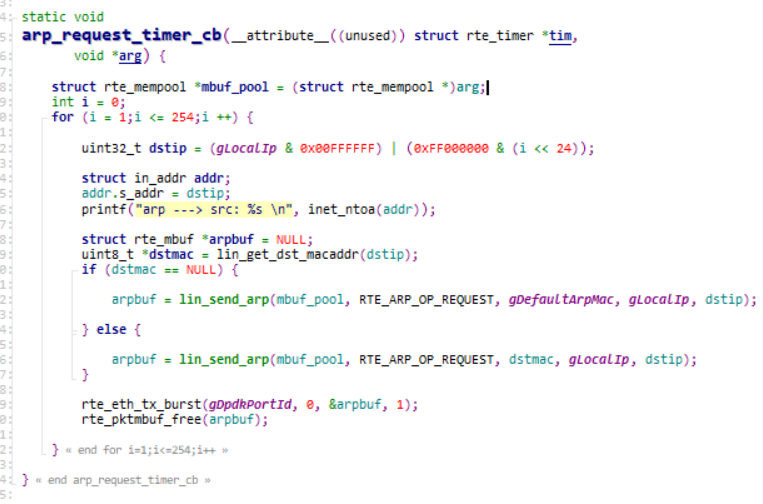 static void
arp_request_timer_cb(__attribute__((unused)) struct rte_timer *tim,
void *arg) {
struct rte_mempool *mbuf_pool = (struct rte_mempool *)arg;
int i = 0;
for (i = 1;i <= 254;i ++) {
uint32_t dstip = (gLocalIp & 0x00FFFFFF) | (0xFF000000 & (i << 24));
struct in_addr addr;
addr.s_addr = dstip;
printf("arp ---> src: %s \n", inet_ntoa(addr));
struct rte_mbuf *arpbuf = NULL;
uint8_t *dstmac = lin_get_dst_macaddr(dstip);
if (dstmac == NULL) {
arpbuf = lin_send_arp(mbuf_pool, RTE_ARP_OP_REQUEST, gDefaultArpMac, gLocalIp, dstip);
} else {
arpbuf = lin_send_arp(mbuf_pool, RTE_ARP_OP_REQUEST, dstmac, gLocalIp, dstip);
}
rte_eth_tx_burst(gDpdkPortId, 0, &arpbuf, 1);
rte_pktmbuf_free(arpbuf);
} « end for i=1;i<=254;i++ »
} « end arp_request_timer_cb »